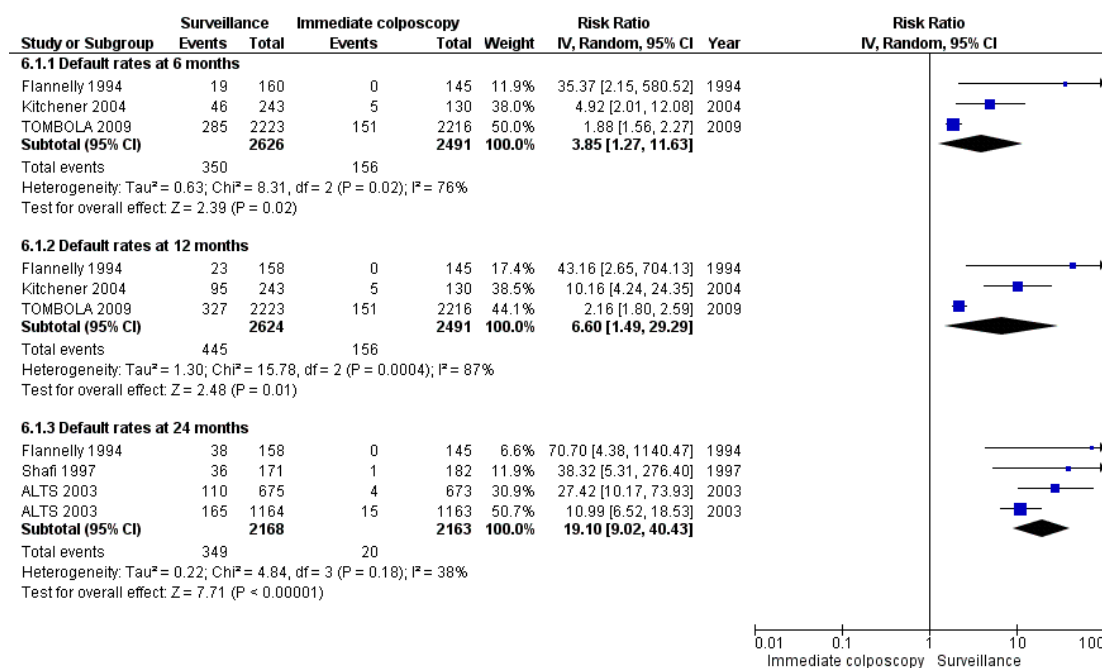 Surveillance Immediate colposcopy Risk Ratio Risk Ratio
Study or Subgroup Events Total Events Total Weight IV, Random, 95% CI Year IV, Random, 95% CI
6.1.1 Default rates at 6 months
Flannelly 1994 19 160 0 145 11.9% 35.37 [2.15, 580.52] 1994
Kitchener 2004 46 243 5 130 38.0% 4.92 [2.01, 12.08] 2004
TOMBOLA 2009 285 2223 151 2216 50.0% 1.88 [1.56, 2.27] 2009
Subtotal (95% CI) 2626 2491 100.0% 3.85 [1.27, 11.63]
Total events 350 156
Heterogeneity: Tau² = 0.63; Chi² = 8.31, df = 2 (P = 0.02); I² = 76%
Test for overall effect: Z = 2.39 (P = 0.02)
6.1.2 Default rates at 12 months
Flannelly 1994 23 158 0 145 17.4% 43.16 [2.65, 704.13] 1994
Kitchener 2004 95 243 5 130 38.5% 10.16 [4.24, 24.35] 2004
TOMBOLA 2009 327 2223 151 2216 44.1% 2.16 [1.80, 2.59] 2009
Subtotal (95% CI) 2624 2491 100.0% 6.60 [1.49, 29.29]
Total events 445 156
Heterogeneity: Tau² = 1.30; Chi² = 15.78, df = 2 (P = 0.0004); I² = 87%
Test for overall effect: Z = 2.48 (P = 0.01)
6.1.3 Default rates at 24 months
Flannelly 1994 38 158 0 145 6.6% 70.70 [4.38, 1140.47] 1994
Shafi 1997 36 171 1 182 11.9% 38.32 [5.31, 276.40] 1997
ALTS 2003 110 675 4 673 30.9% 27.42 [10.17, 73.93] 2003
ALTS 2003 165 1164 15 1163 50.7% 10.99 [6.52, 18.53] 2003
Subtotal (95% CI) 2168 2163 100.0% 19.10 [9.02, 40.43]
Total events 349 20
Heterogeneity: Tau² = 0.22; Chi² = 4.84, df = 3 (P = 0.18); I² = 38%
Test for overall effect: Z = 7.71 (P < 0.00001)
0.01 0.1 1 10 100
Immediate colposcopy Surveillance